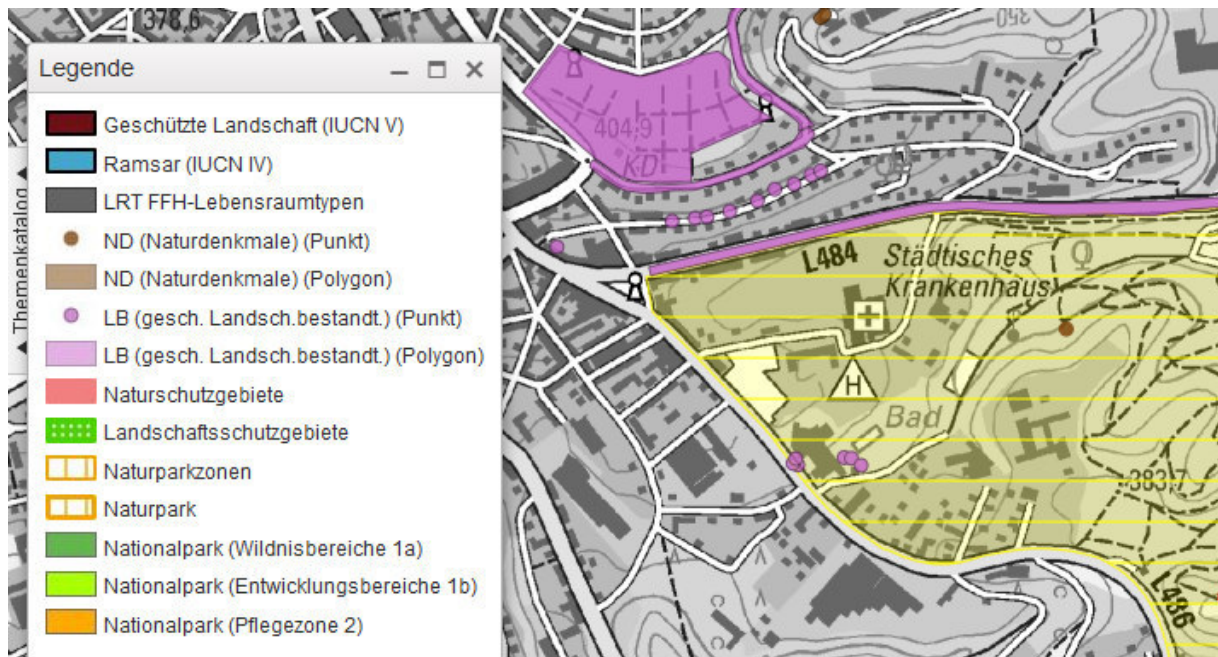 378,6
350
Legende
Geschützte Landschaft (IUCN V)
Ramsar (IUCN IV)
LRT FFH-Lebensraumtypen
ND (Naturdenkmale) (Punkt)
ND (Naturdenkmale) (Polygon)
LB (gesch. Landsch.bestandt.) (Punkt)
LB (gesch. Landsch.bestandt.) (Polygon)
Naturschutzgebiete
Landschaftsschutzgebiete
Naturparkzonen
Naturpark
Nationalpark (Wildnisbereiche 1a)
Nationalpark (Entwicklungsbereiche 1b)
Nationalpark (Pflegezone 2)
Themenkatalog
404,9
KD
L484
Städtisches
Krankenhaus
H
Bad
383,7
L486